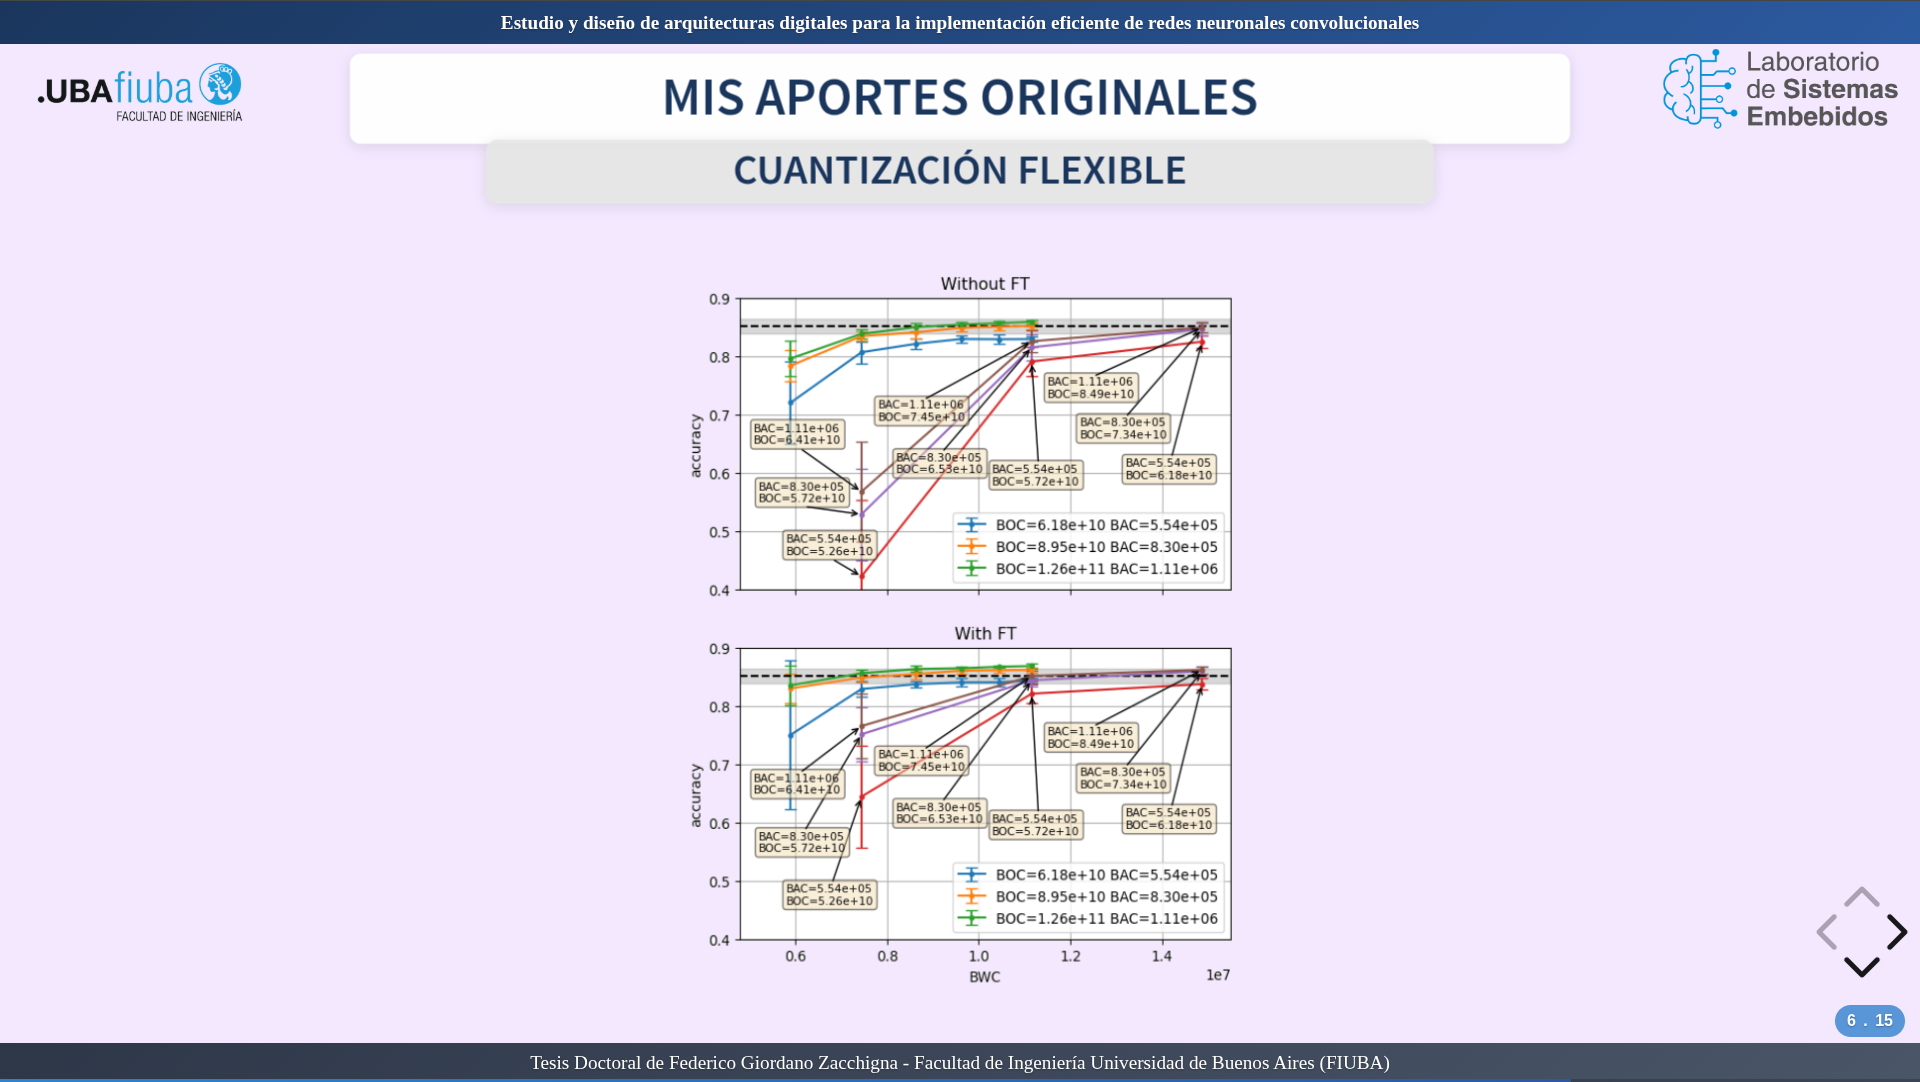 Estudio y diseño de arquitecturas digitales para la implementación eficiente de redes neuronales convolucionales
.UBAfiuba
FACULTAD DE INGENIERÍA
Laboratorio
de Sistemas
Embebidos
MIS APORTES ORIGINALES
CUANTIZACIÓN FLEXIBLE
Without FT
0.9
0.8
0.7
0.6
0.5
0.4
accuracy
BAC=1.11e+06
BOC=8.49e+10
BAC=1.11e+06
BOC=7.45e+10
BAC=8.30e+05
BOC=7.34e+10
BAC=1.11e+06
BOC=6.41e+10
BAC=8.30e+05
BOC=6.53e+10
BAC=5.54e+05
BOC=5.72e+10
BAC=5.54e+05
BOC=6.18e+10
BAC=8.30e+05
BOC=5.72e+10
BAC=5.54e+05
BOC=5.26e+10
BOC=6.18e+10 BAC=5.54e+05
BOC=8.95e+10 BAC=8.30e+05
BOC=1.26e+11 BAC=1.11e+06
With FT
0.9
0.8
0.7
0.6
0.5
0.4
accuracy
BAC=1.11e+06
BOC=8.49e+10
BAC=1.11e+06
BOC=7.45e+10
BAC=8.30e+05
BOC=7.34e+10
BAC=1.11e+06
BOC=6.41e+10
BAC=8.30e+05
BOC=6.53e+10
BAC=5.54e+05
BOC=5.72e+10
BAC=5.54e+05
BOC=6.18e+10
BAC=8.30e+05
BOC=5.72e+10
BAC=5.54e+05
BOC=5.26e+10
BOC=6.18e+10 BAC=5.54e+05
BOC=8.95e+10 BAC=8.30e+05
BOC=1.26e+11 BAC=1.11e+06
0.6 0.8 1.0 1.2 1.4
BWC
1e7
6 . 15
Tesis Doctoral de Federico Giordano Zacchigna - Facultad de Ingeniería Universidad de Buenos Aires (FIUBA)